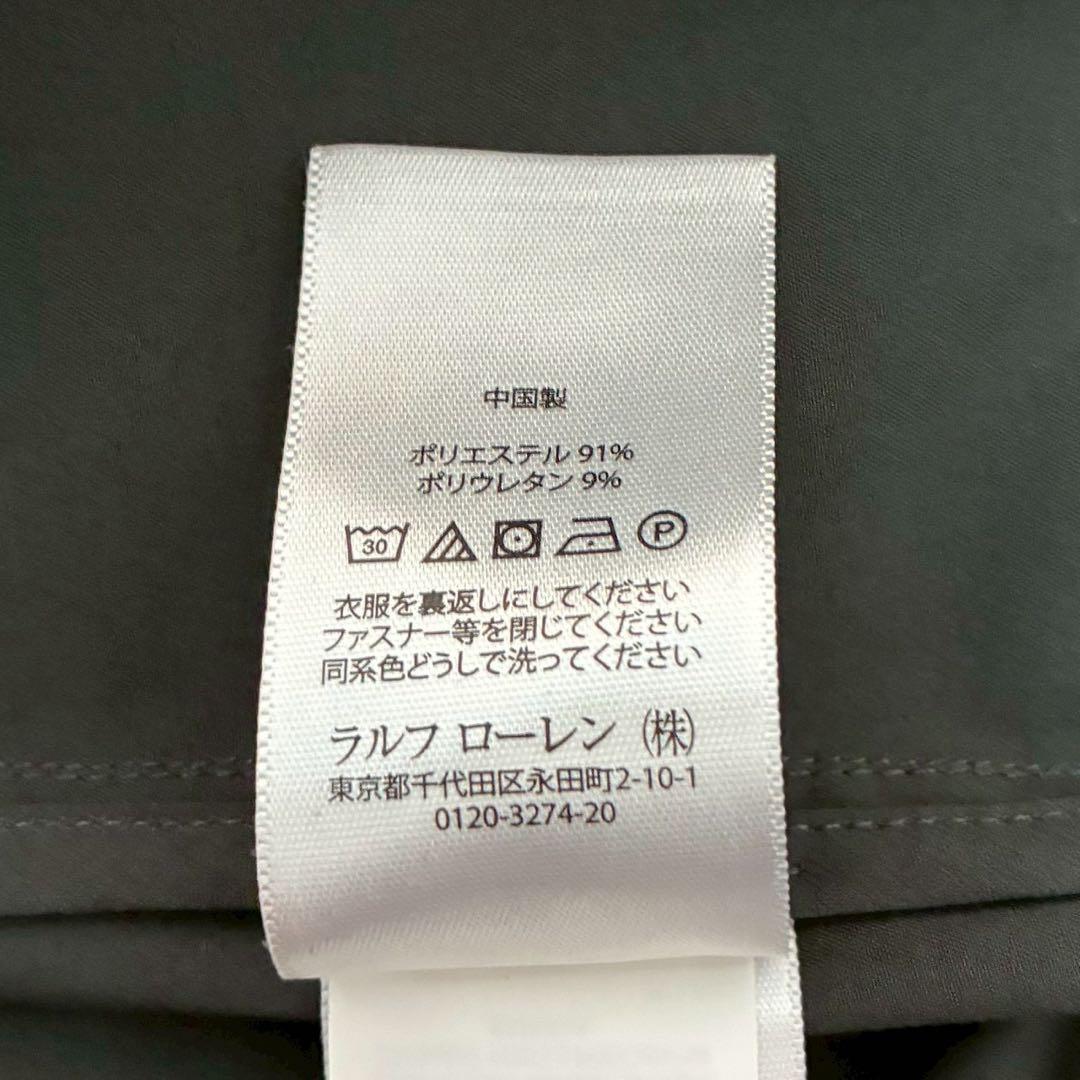 中国製
ポリエステル 91%
ポリウレタン 9%
30 P
衣服を裏返しにしてください
ファスナー等を閉じてください
同系色どうしで洗ってください
ラルフ ローレン (株)
東京都千代田区永田町2-10-1
0120-3274-20